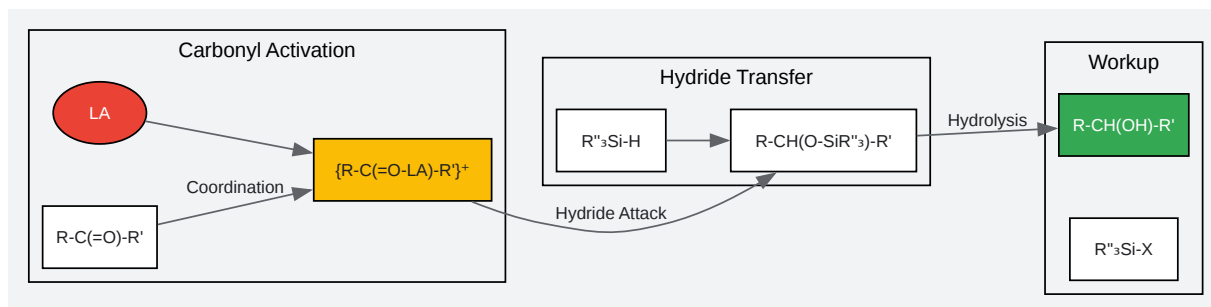 Carbonyl Activation
LA
Coordination
R-C(=O)-R'
{R-C(=O-LA)-R'}⁺
Hydride Transfer
R"₃Si-H
R-CH(O-SiR"₃)-R'
Hydride Attack
Hydrolysis
Workup
R-CH(OH)-R'
R"₃Si-X